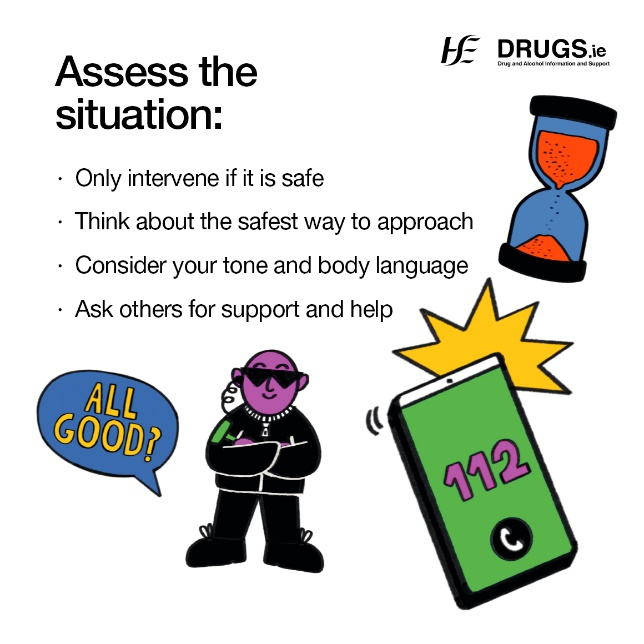 HSE DRUGS.ie
Drug and Alcohol Information and Support
Assess the
situation:
· Only intervene if it is safe
· Think about the safest way to approach
· Consider your tone and body language
· Ask others for support and help
ALL
GOOD?
112